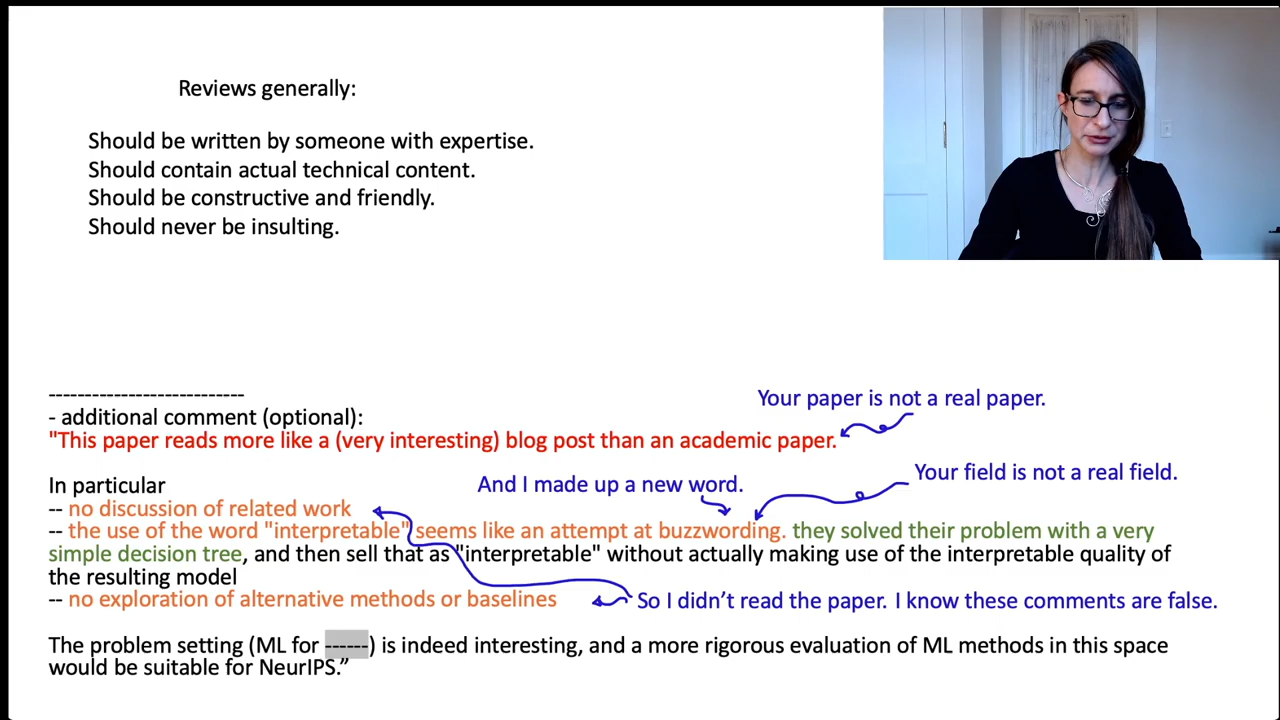 Reviews generally:
Should be written by someone with expertise.
Should contain actual technical content.
Should be constructive and friendly.
Should never be insulting.
---------------------------
Your paper is not a real paper.
- additional comment (optional):
"This paper reads more like a (very interesting) blog post than an academic paper.
Your field is not a real field.
In particular
And I made up a new word.
-- no discussion of related work
-- the use of the word "interpretable" seems like an attempt at buzzwording. they solved their problem with a very
simple decision tree, and then sell that as "interpretable" without actually making use of the interpretable quality of
the resulting model
-- no exploration of alternative methods or baselines
So I didn't read the paper. I know these comments are false.
The problem setting (ML for ------) is indeed interesting, and a more rigorous evaluation of ML methods in this space
would be suitable for NeurIPS.”